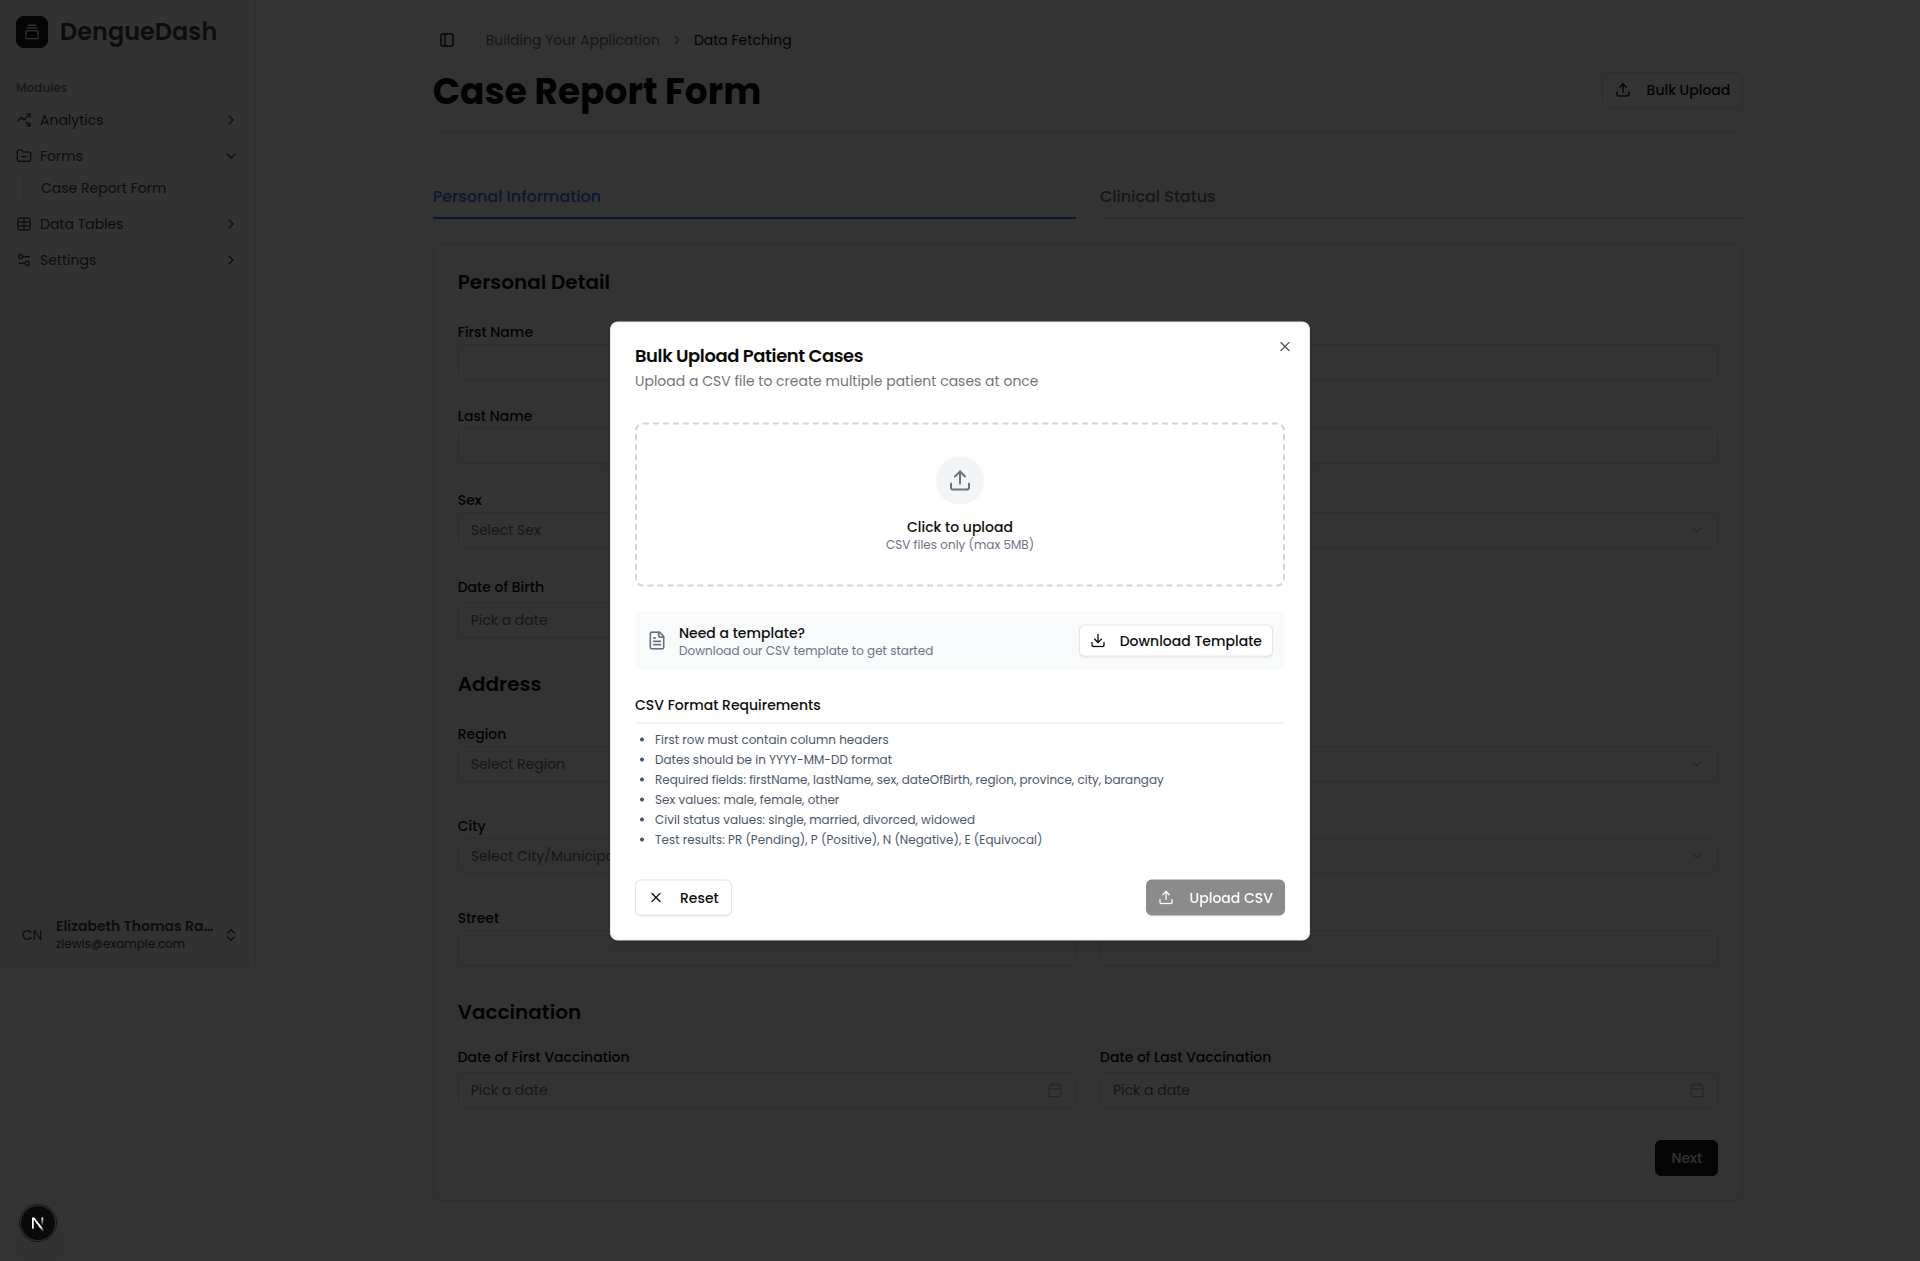 DengueDash
Modules
Analytics
Forms
Case Report Form
Data Tables
Settings
CN
Elizabeth Thomas Ra...
zlewis@example.com
N
Building Your Application > Data Fetching
Case Report Form
Bulk Upload
Personal Information
Clinical Status
Personal Detail
First Name
Last Name
Sex
Select Sex
Date of Birth
Pick a date
Address
Region
Select Region
City
Select City/Municip
Street
Vaccination
Date of First Vaccination
Date of Last Vaccination
Pick a date
Pick a date
Next
Bulk Upload Patient Cases
Upload a CSV file to create multiple patient cases at once
Click to upload
CSV files only (max 5MB)
Need a template?
Download our CSV template to get started
Download Template
CSV Format Requirements
• First row must contain column headers
• Dates should be in YYYY-MM-DD format
• Required fields: firstName, lastName, sex, dateOfBirth, region, province, city, barangay
• Sex values: male, female, other
• Civil status values: single, married, divorced, widowed
• Test results: PR (Pending), P (Positive), N (Negative), E (Equivocal)
Reset
Upload CSV